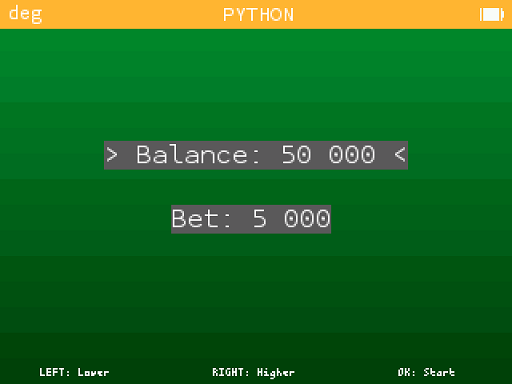 deg PYTHON
> Balance: 50 000 <
Bet: 5 000
LEFT: Lower RIGHT: Higher OK: Start